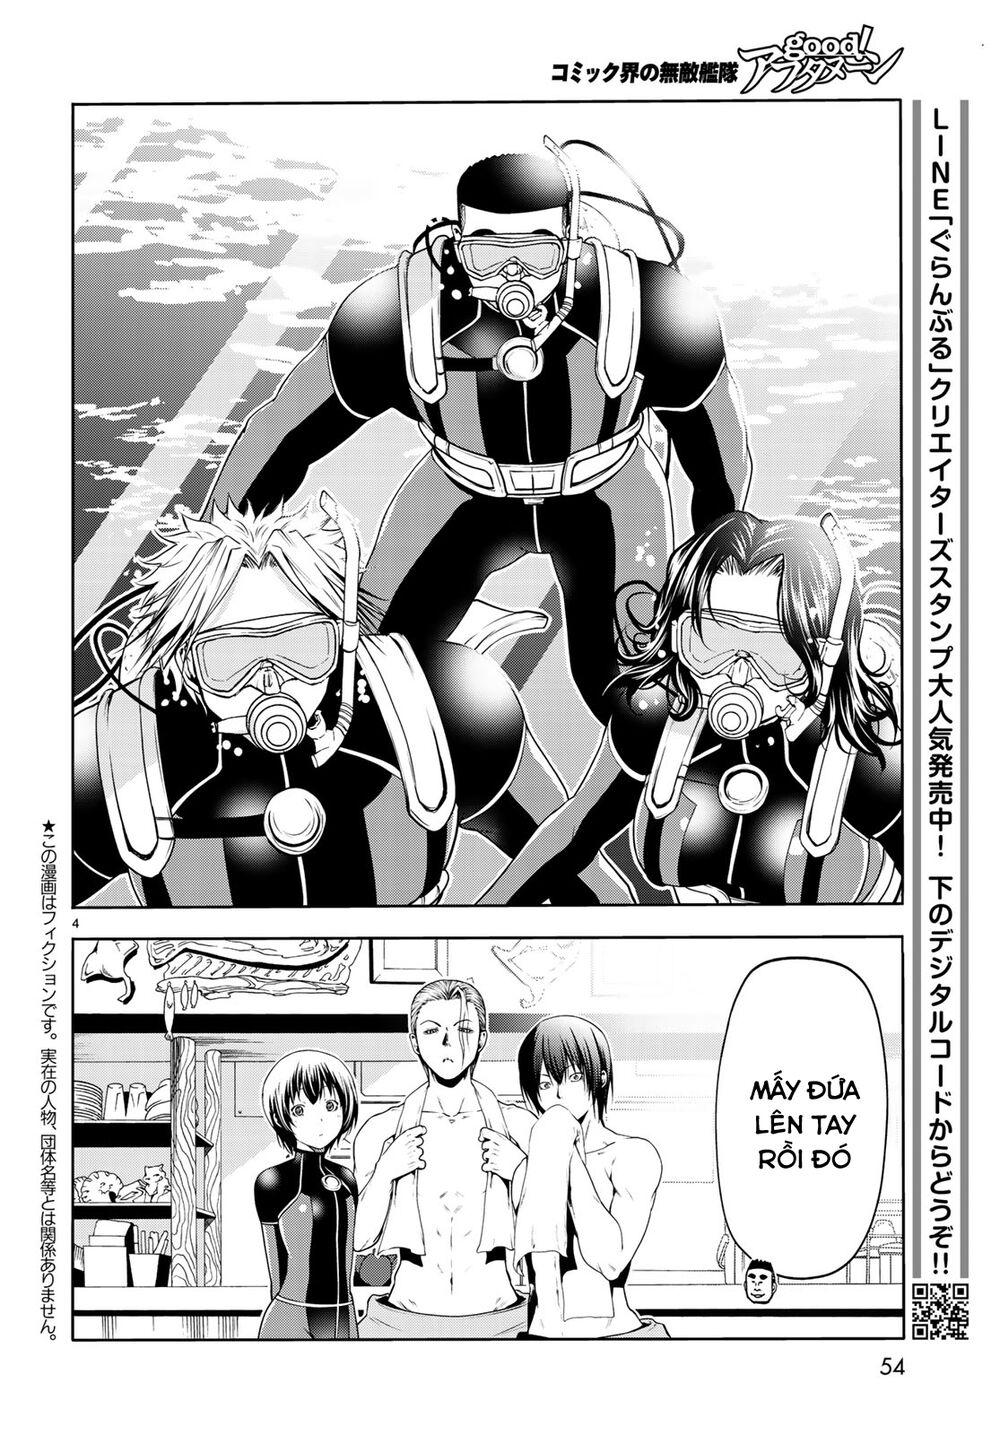 コミック界の無敵艦隊
good!
アフタヌーン
LINE「ぐらんぶる」クリエイターズスタンプ大人気発売中！ 下のデジタルコードからどうぞ!!
4
MẤY ĐỨA
LÊN TAY
RỒI ĐÓ
★この漫画はフィクションです。実在の人物、団体名等とは関係ありません。
54